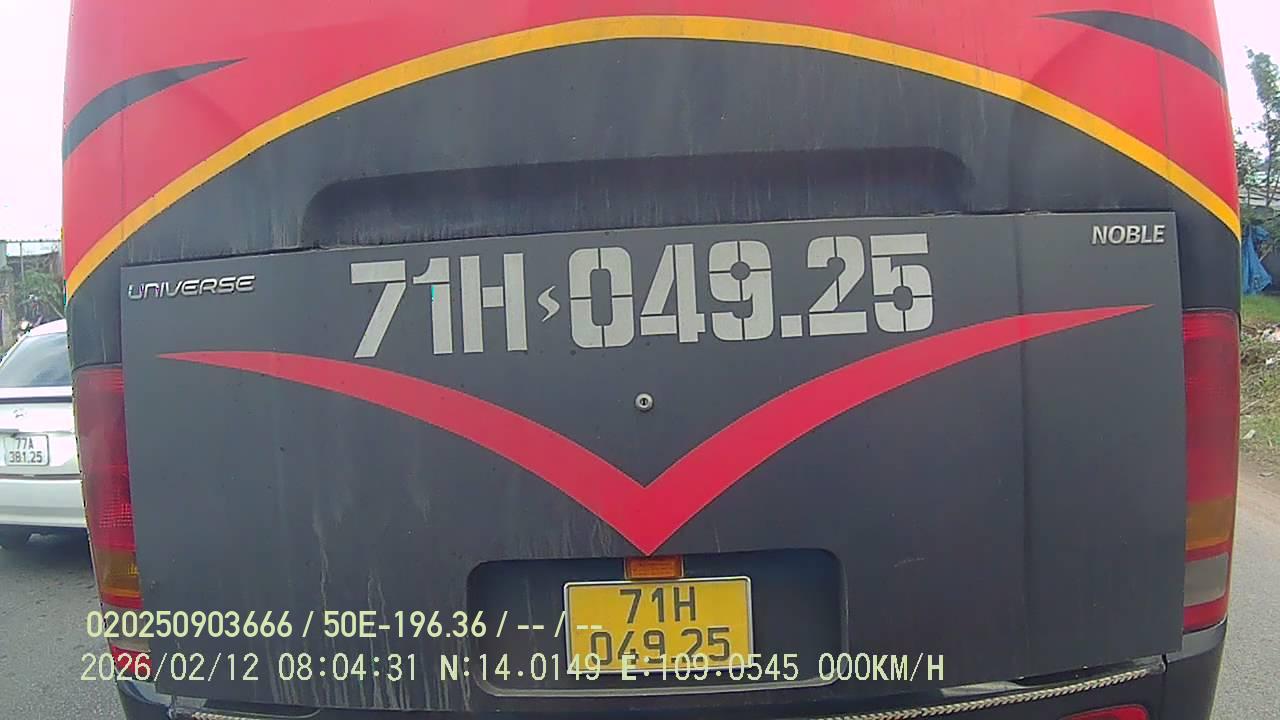 UNIVERSE
71H-049.25
NOBLE
77A
381.25
71H
049.25
020250903666 / 50E-196.36 / -- / --
2026/02/12 08:04:31 N:14.0149 E:109.0545 000KM/H